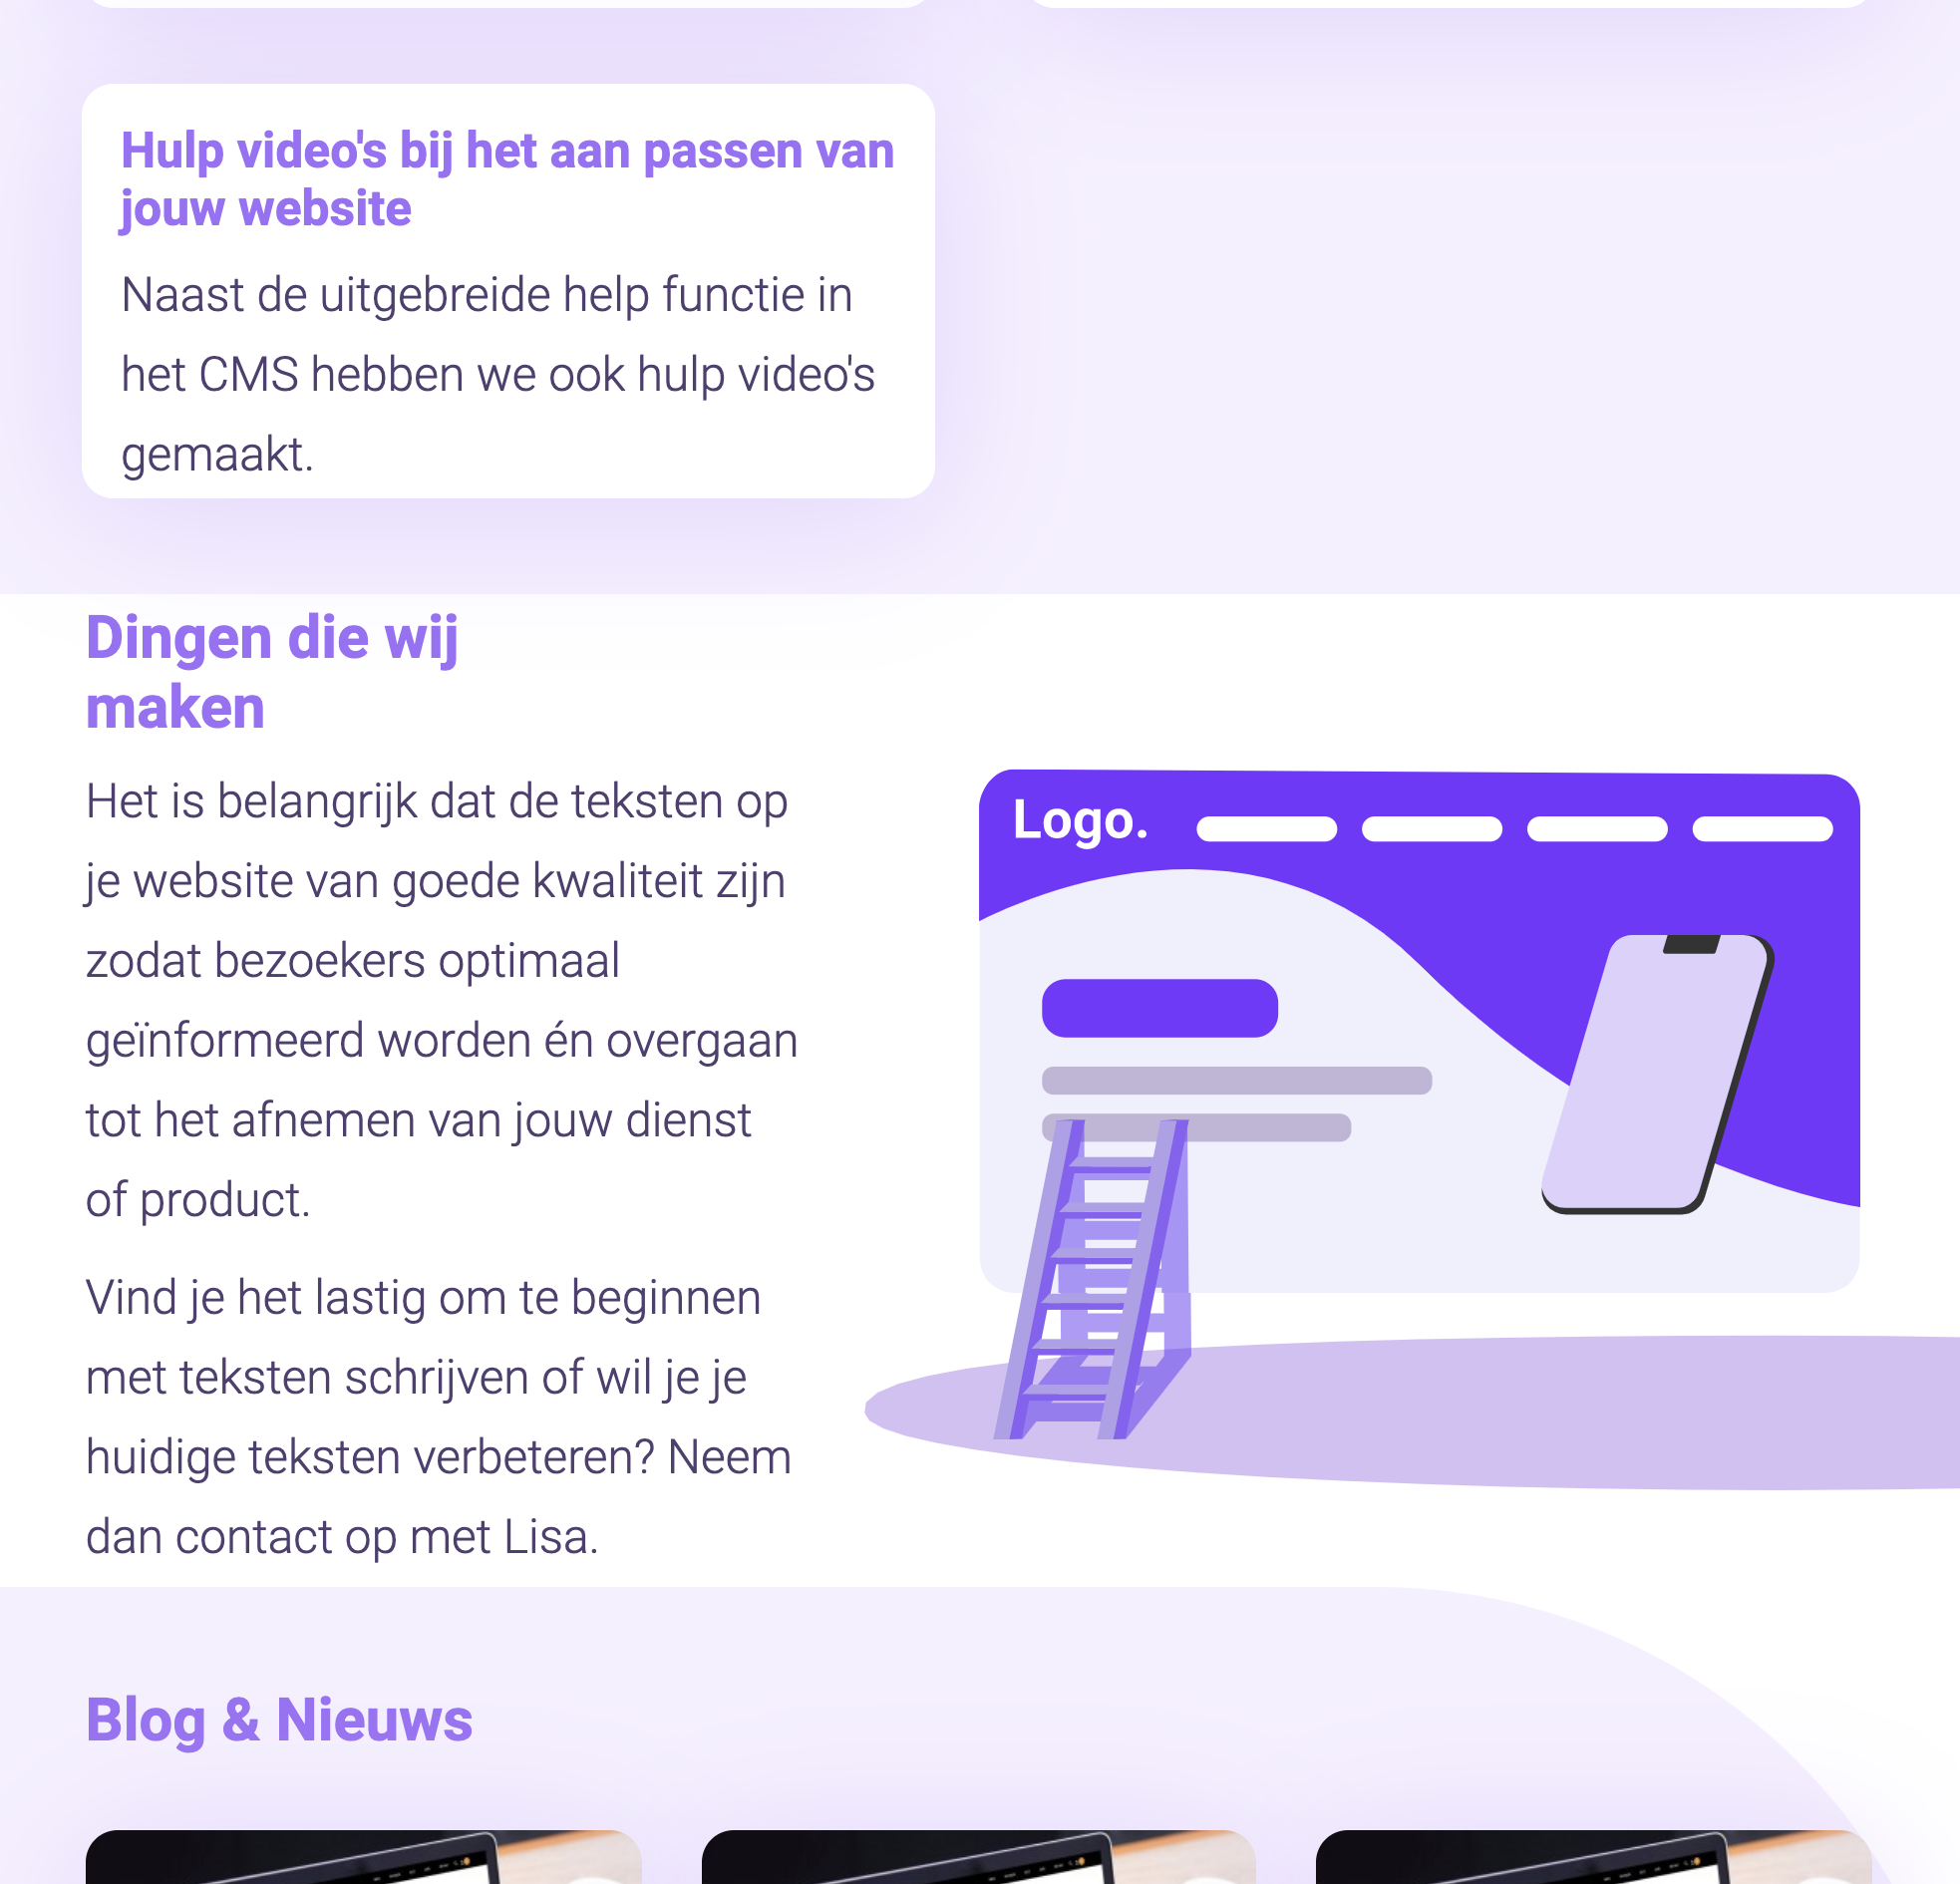 Hulp video's bij het aan passen van
jouw website
Naast de uitgebreide help functie in
het CMS hebben we ook hulp video's
gemaakt.
Dingen die wij
maken
Het is belangrijk dat de teksten op
je website van goede kwaliteit zijn
zodat bezoekers optimaal
geïnformeerd worden én overgaan
tot het afnemen van jouw dienst
of product.
Vind je het lastig om te beginnen
met teksten schrijven of wil je je
huidige teksten verbeteren? Neem
dan contact op met Lisa.
Logo.
Blog & Nieuws